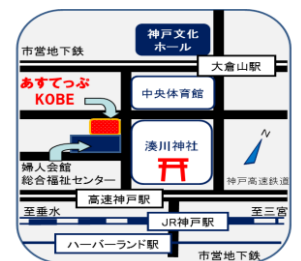 神戸文化
ホール
市営地下鉄
大倉山駅
あすてっぷ
KOBE
中央体育館
湊川神社
N
婦人会館
総合福祉センター
神戸高速鉄道
高速神戸駅
至垂水
至三宮
JR神戸駅
ハーバーランド駅
市営地下鉄